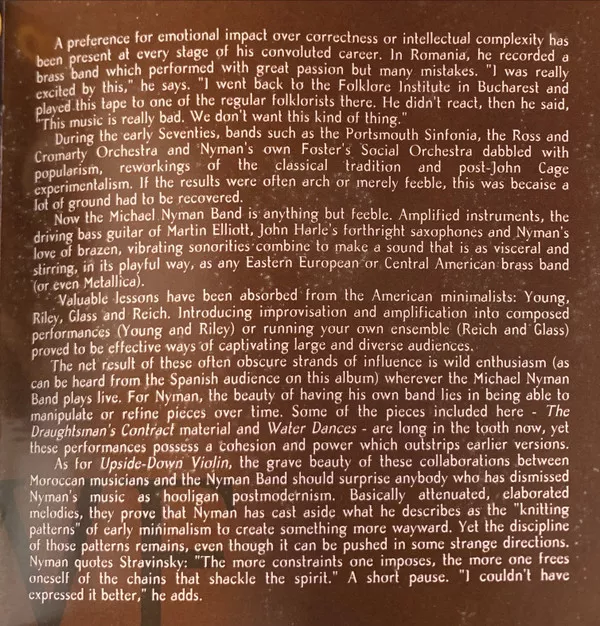 A preference for emotional impact over correctness or intellectual complexity has
been present at every stage of his convoluted career. In Romania, he recorded a
brass band which performed with great passion but many mistakes. "I was really
excited by this," he says. "I went back to the Folklore Institute in Bucharest and
played this tape to one of the regular folklorists there. He didn't react, then he said,
"This music is really bad. We don't want this kind of thing."
During the early Seventies, bands such as the Portsmouth Sinfonia, the Ross and
Cromarty Orchestra and Nyman's own Foster's Social Orchestra dabbled with
popularism, reworkings of the classical tradition and post-John Cage
experimentalism. If the results were often arch or merely feeble, this was becaise a
lot of ground had to be recovered.
Now the Michael Nyman Band is anything but feeble. Amplified instruments, the
driving bass guitar of Martin Elliott, John Harle's forthright saxophones and Nyman's
love of brazen, vibrating sonorities combine to make a sound that is as visceral and
stirring, in its playful way, as any Eastern European or Central American brass band
(or even Metallica).
Valuable lessons have been absorbed from the American minimalists: Young,
Riley, Glass and Reich. Introducing improvisation and amplification into composed
performances (Young and Riley) or running your own ensemble (Reich and Glass)
proved to be effective ways of captivating large and diverse audiences.
The net result of these often obscure strands of influence is wild enthusiasm (as
can be heard from the Spanish audience on this album) wherever the Michael Nyman
Band plays live. For Nyman, the beauty of having his own band lies in being able to
manipulate or refine pieces over time. Some of the pieces included here - The
Draughtsman's Contract material and Water Dances - are long in the tooth now, yet
these performances possess a cohesion and power which outstrips earlier versions.
As for Upside-Down Violin, the grave beauty of these collaborations between
Moroccan musicians and the Nyman Band should surprise anybody who has dismissed
Nyman's music as hooligan postmodernism. Basically attenuated, elaborated
melodies, they prove that Nyman has cast aside what he describes as the "knitting
patterns" of early minimalism to create something more wayward. Yet the discipline
of those patterns remains, even though it can be pushed in some strange directions.
Nyman quotes Stravinsky: "The more constraints one imposes, the more one frees
oneself of the chains that shackle the spirit." A short pause. "I couldn't have
expressed it better," he adds.